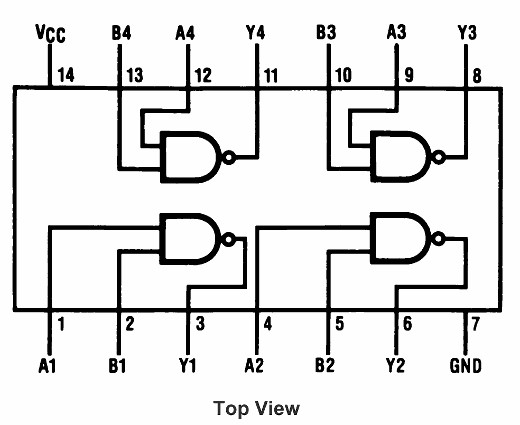 VCC B4 A4 Y4 B3 A3 Y3
14 13 12 11 10 9 8
1 2 3 4 5 6 7
A1 B1 Y1 A2 B2 Y2 GND
Top View